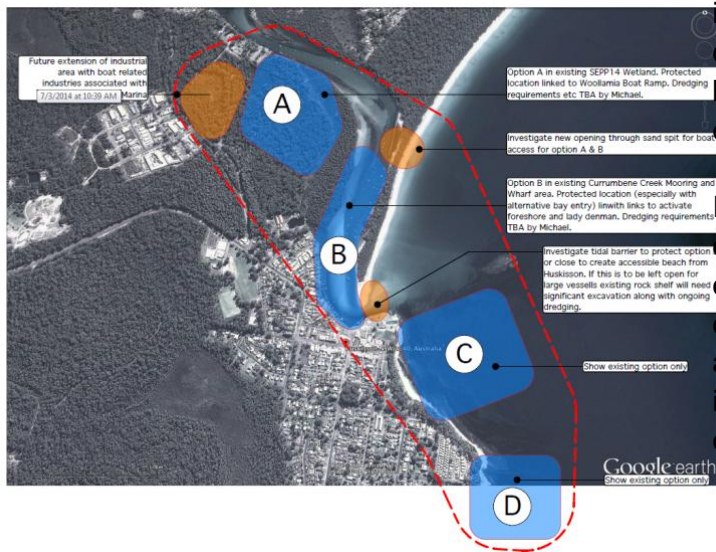 Future extension of industrial
area with boat related
industries associated with
7/3/2014 at 10:39 AM Marina
A
Option A in existing SEPP14 Wetland. Protected
location linked to Woollamia Boat Ramp. Dredging
requirements etc TBA by Michael.
Investigate new opening through sand spit for boat
access for option A & B
Option B in existing Currumbene Creek Mooring and
Wharf area. Protected location (especially with
alternative bay entry) linwith links to activate
foreshore and lady denman. Dredging requirements
TBA by Michael.
B
Investigate tidal barrier to protect option
or close to create accessible beach from
Huskisson. If this is to be left open for
large vessells existing rock shelf will need
significant excavation along with ongoing
dredging.
Australia
C
Show existing option only
Google earth
Show existing option only
D